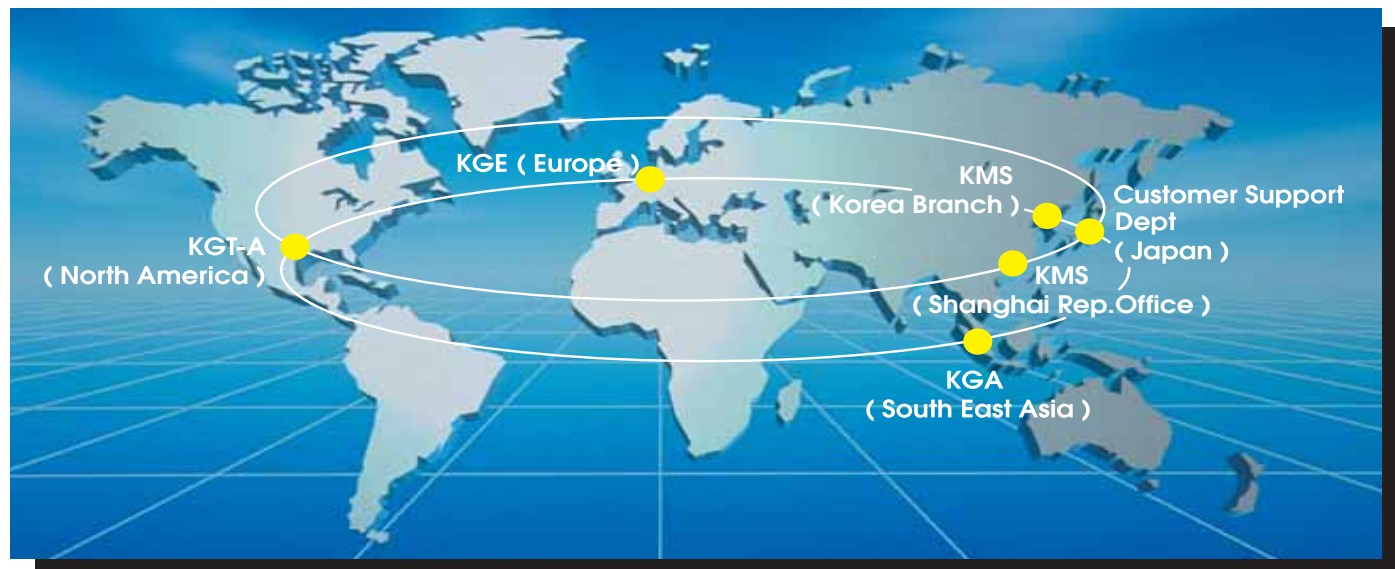 KGE ( Europe )
KMS
( Korea Branch )
Customer Support
Dept
( Japan )
KGT-A
( North America )
KMS
( Shanghai Rep.Office )
KGA
( South East Asia )